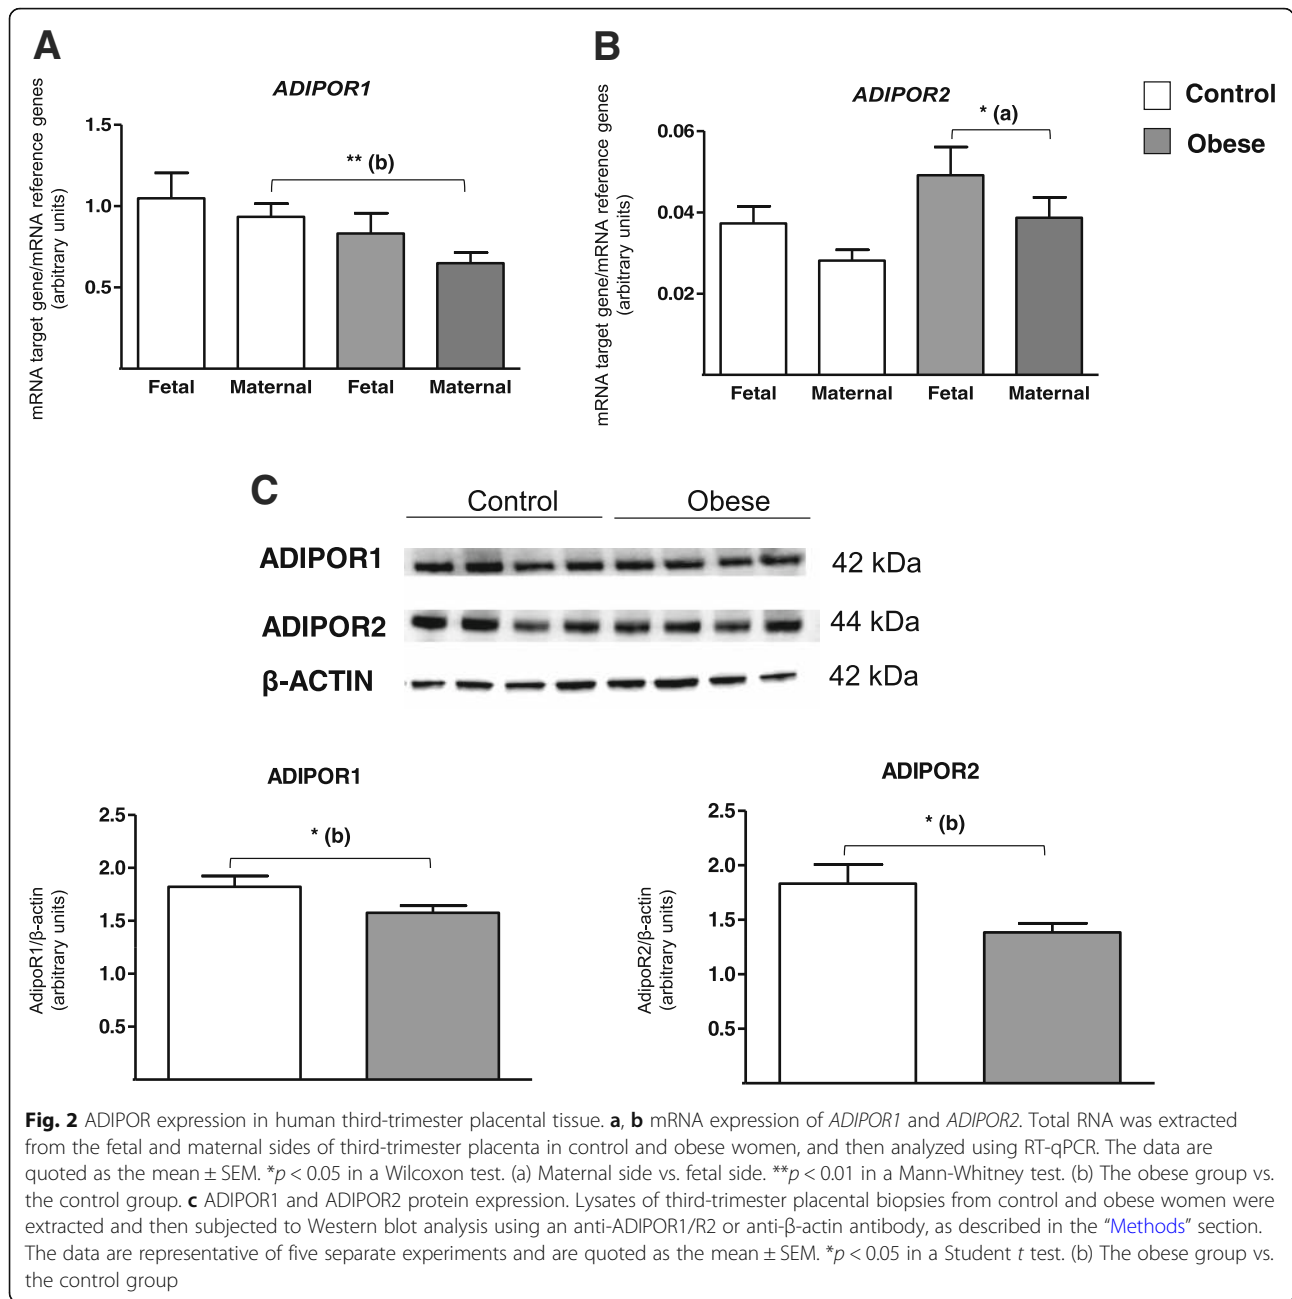 A
ADIPOR1
mRNA target gene/mRNA reference genes
(arbitrary units)
1.5
1.0
0.5
** (b)
Fetal Maternal Fetal Maternal
B
ADIPOR2
mRNA target gene/mRNA reference genes
(arbitrary units)
0.06
0.04
0.02
* (a)
Fetal Maternal Fetal Maternal
Control
Obese
C
Control Obese
ADIPOR1 42 kDa
ADIPOR2 44 kDa
β-ACTIN 42 kDa
ADIPOR1
AdipoR1/β-actin
(arbitrary units)
2.5
2.0
1.5
1.0
0.5
* (b)
ADIPOR2
AdipoR2/β-actin
(arbitrary units)
2.5
2.0
1.5
1.0
0.5
* (b)
Fig. 2 ADIPOR expression in human third-trimester placental tissue. a, b mRNA expression of ADIPOR1 and ADIPOR2. Total RNA was extracted
from the fetal and maternal sides of third-trimester placenta in control and obese women, and then analyzed using RT-qPCR. The data are
quoted as the mean ± SEM. *p < 0.05 in a Wilcoxon test. (a) Maternal side vs. fetal side. **p < 0.01 in a Mann-Whitney test. (b) The obese group vs.
the control group. c ADIPOR1 and ADIPOR2 protein expression. Lysates of third-trimester placental biopsies from control and obese women were
extracted and then subjected to Western blot analysis using an anti-ADIPOR1/R2 or anti-β-actin antibody, as described in the "Methods" section.
The data are representative of five separate experiments and are quoted as the mean ± SEM. *p < 0.05 in a Student t test. (b) The obese group vs.
the control group